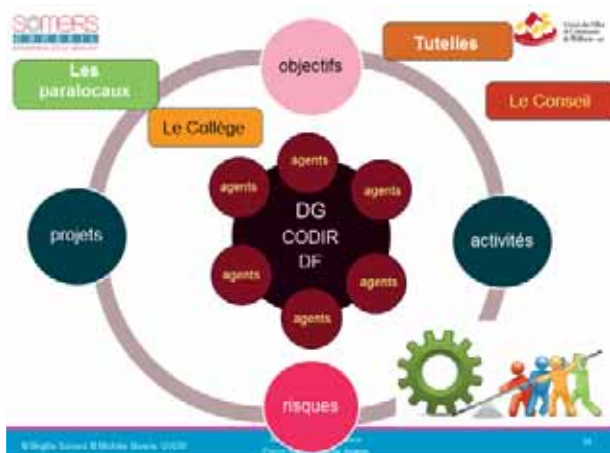 SOMERS
CONSEIL
Tutelles
objectifs
Les
paralocaux
Le Conseil
Le Collège
agents
agents
agents
DG
CODIR
DF
projets
activités
agents
agents
agents
risques